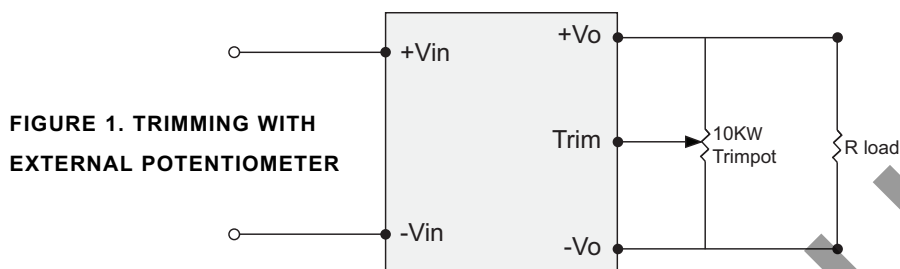 +Vo
+Vin
FIGURE 1. TRIMMING WITH
EXTERNAL POTENTIOMETER
Trim
10KW
Trimpot
R load
-Vin
-Vo